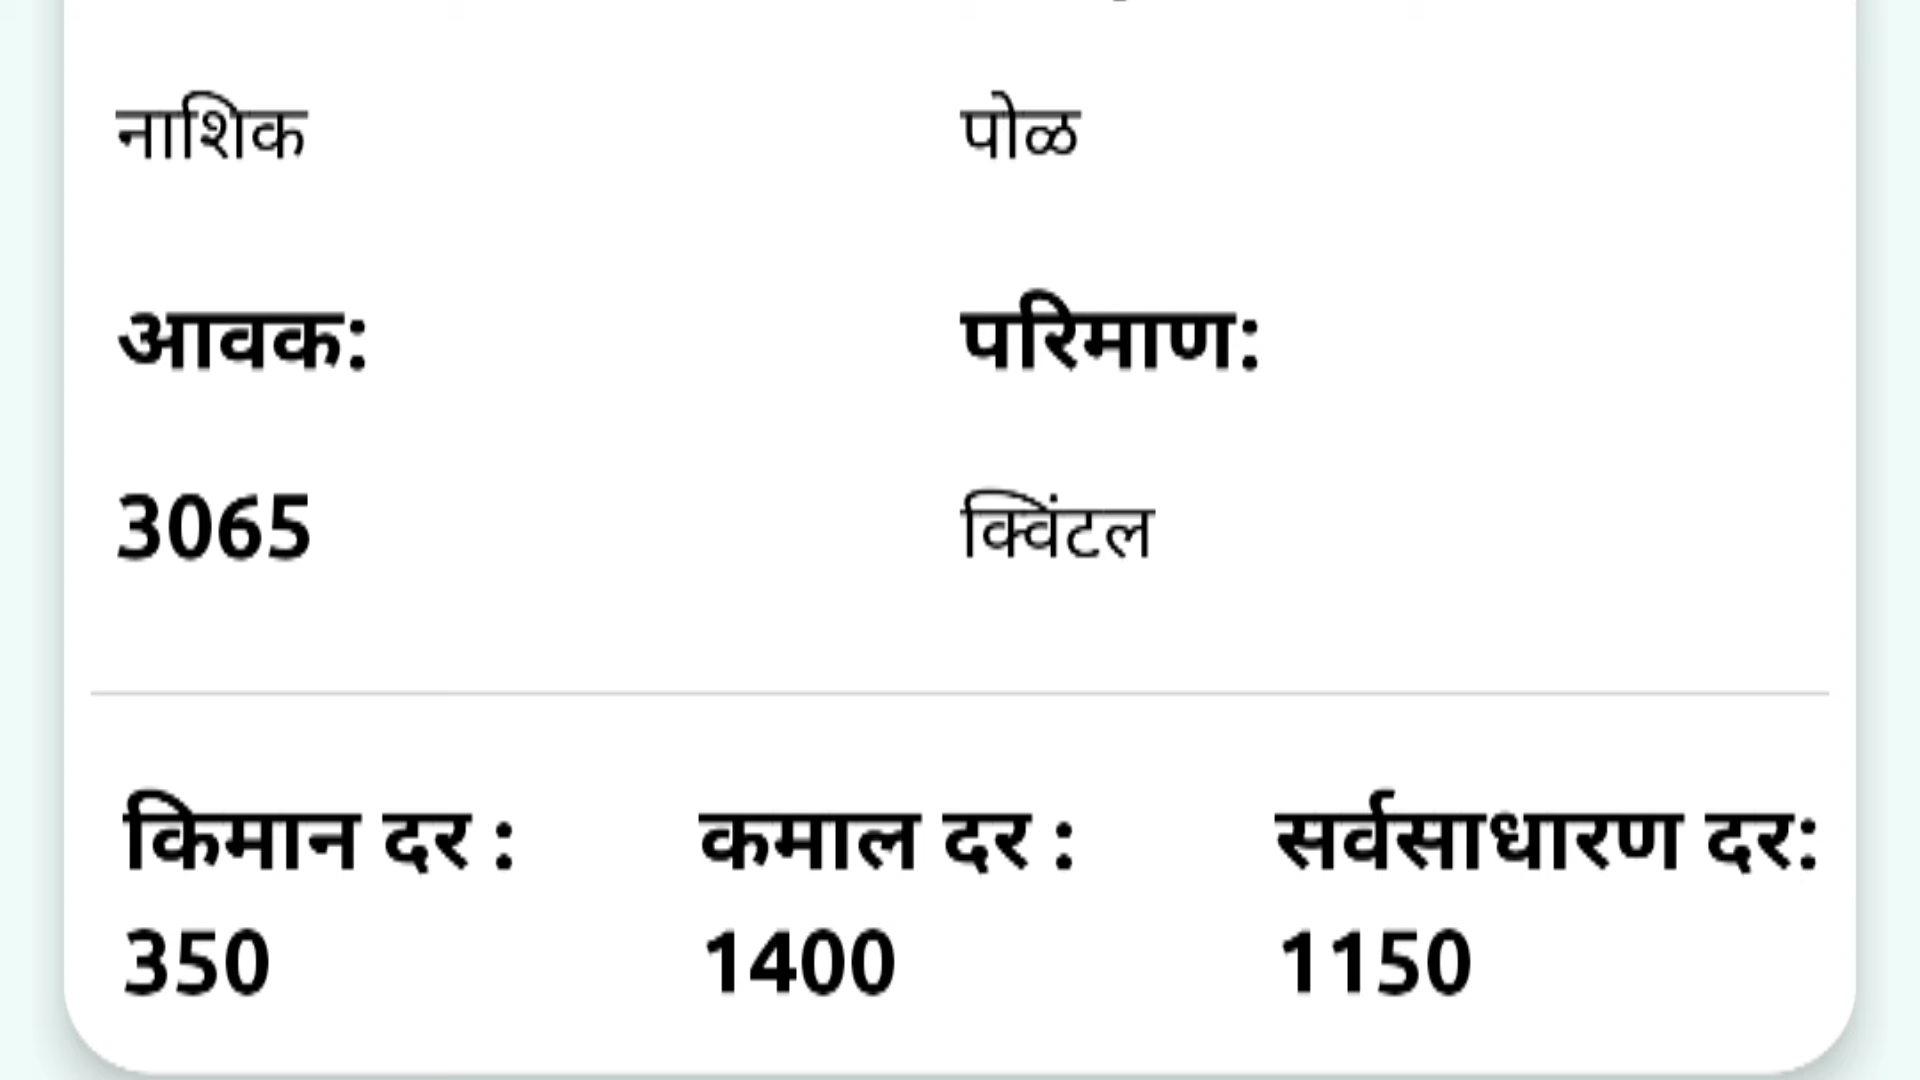 नाशिक पोळ
आवक: परिमाण:
3065 क्विंटल
किमान दर : कमाल दर : सर्वसाधारण दर:
350 1400 1150